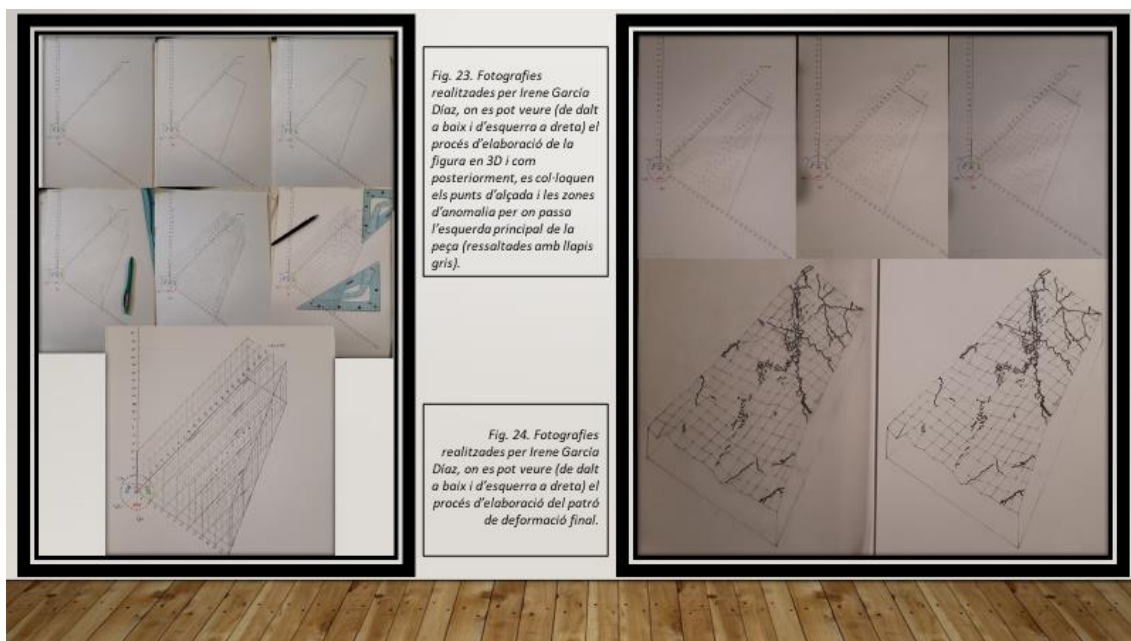 Fig. 23. Fotografies
realitzades per Irene García
Díaz, on es pot veure (de dalt
a baix i d'esquerra a dreta) el
procés d'elaboració de la
figura en 3D i com
posteriorment, es col·loquen
els punts d'alçada i les zones
d'anomalia per on passa
l'esquerda principal de la
peça (ressaltades amb llapis
gris).
Fig. 24. Fotografies
realitzades per Irene García
Díaz, on es pot veure (de dalt
a baix i d'esquerra a dreta) el
procés d'elaboració del patró
de deformació final.